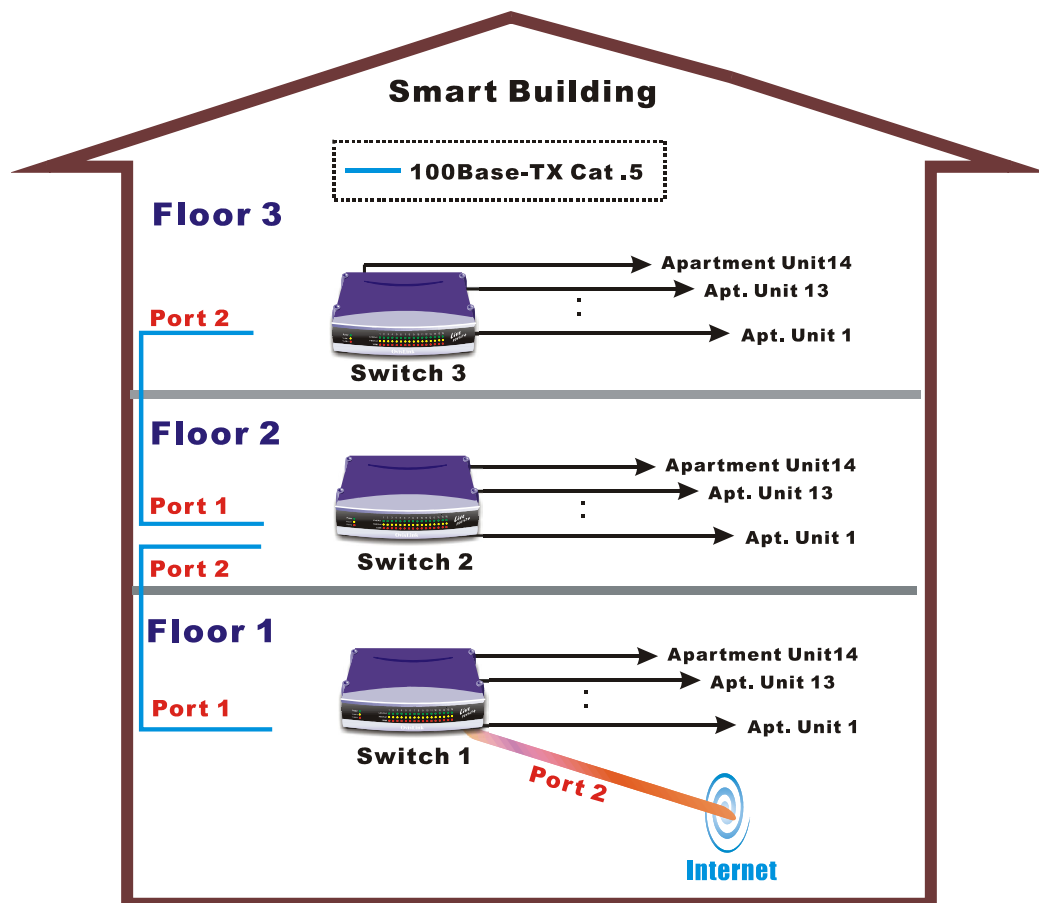 Smart Building
100Base-TX Cat .5
Floor 3
Apartment Unit14
Apt. Unit 13
:
Apt. Unit 1
Port 2
Switch 3
Floor 2
Apartment Unit14
Apt. Unit 13
:
Apt. Unit 1
Port 1
Switch 2
Port 2
Floor 1
Apartment Unit14
Apt. Unit 13
:
Apt. Unit 1
Port 1
Switch 1
Port 2
Internet